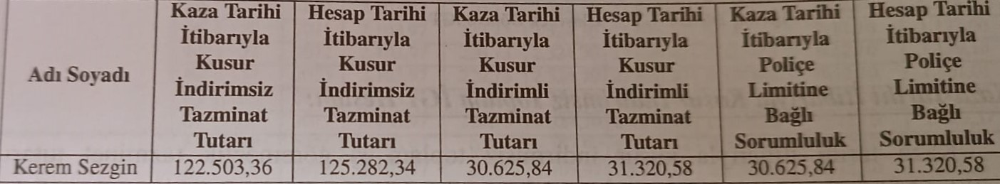 Adı Soyadı
Kaza Tarihi
İtibarıyla
Kusur
İndirimsiz
Tazminat
Tutarı
Hesap Tarihi
İtibarıyla
Kusur
İndirimsiz
Tazminat
Tutarı
Kaza Tarihi
İtibarıyla
Kusur
İndirimli
Tazminat
Tutarı
Hesap Tarihi
İtibarıyla
Kusur
İndirimli
Tazminat
Tutarı
Kaza Tarihi
İtibarıyla
Poliçe
Limitine
Bağlı
Sorumluluk
Hesap Tarihi
İtibarıyla
Poliçe
Limitine
Bağlı
Sorumluluk
Kerem Sezgin 122.503,36 125.282,34 30.625,84 31.320,58 30.625,84 31.320,58